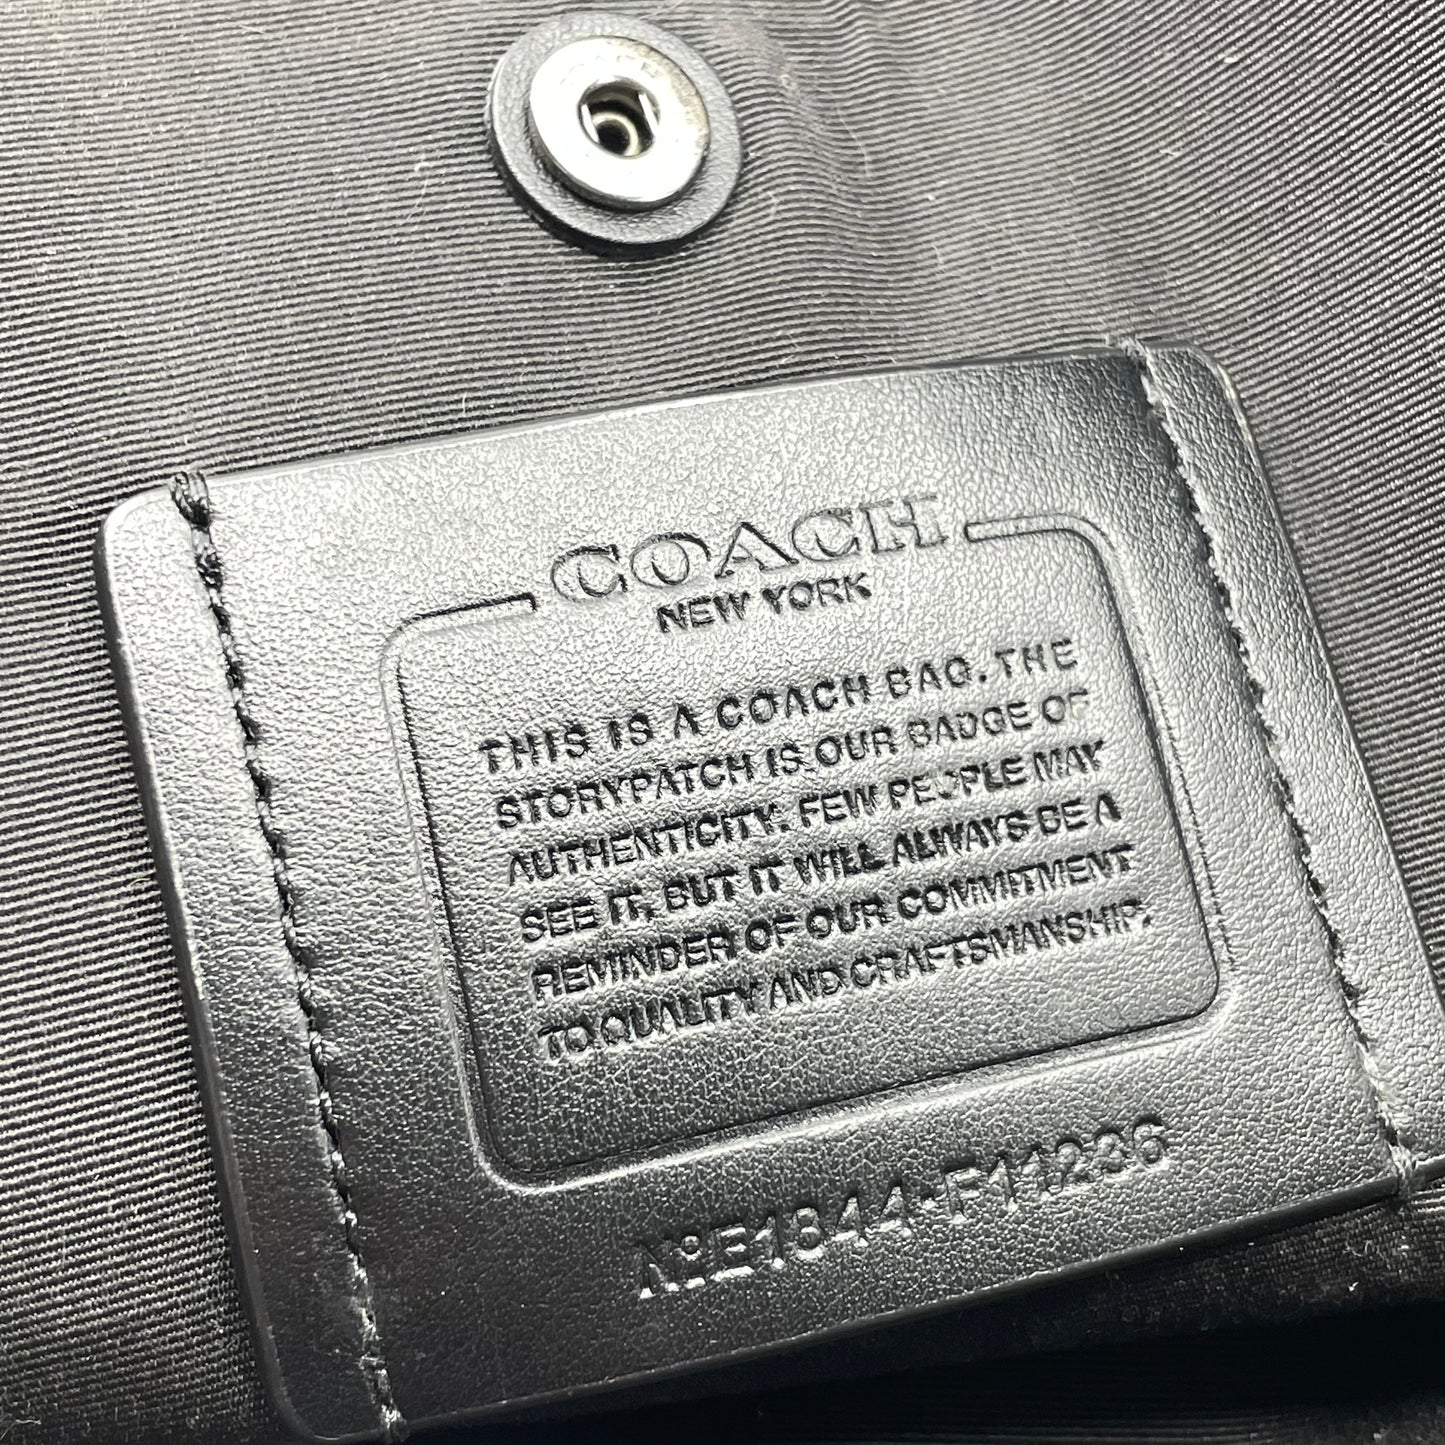 COACH
NEW YORK
THIS IS A COACH BAG. THE
STORYPATCH IS OUR BADGE OF
AUTHENTICITY. FEW PEOPLE MAY
SEE IT, BUT IT WILL ALWAYS BE A
REMINDER OF OUR COMMITMENT
TO QUALITY AND CRAFTSMANSHIP.
Nº E1844-F11236